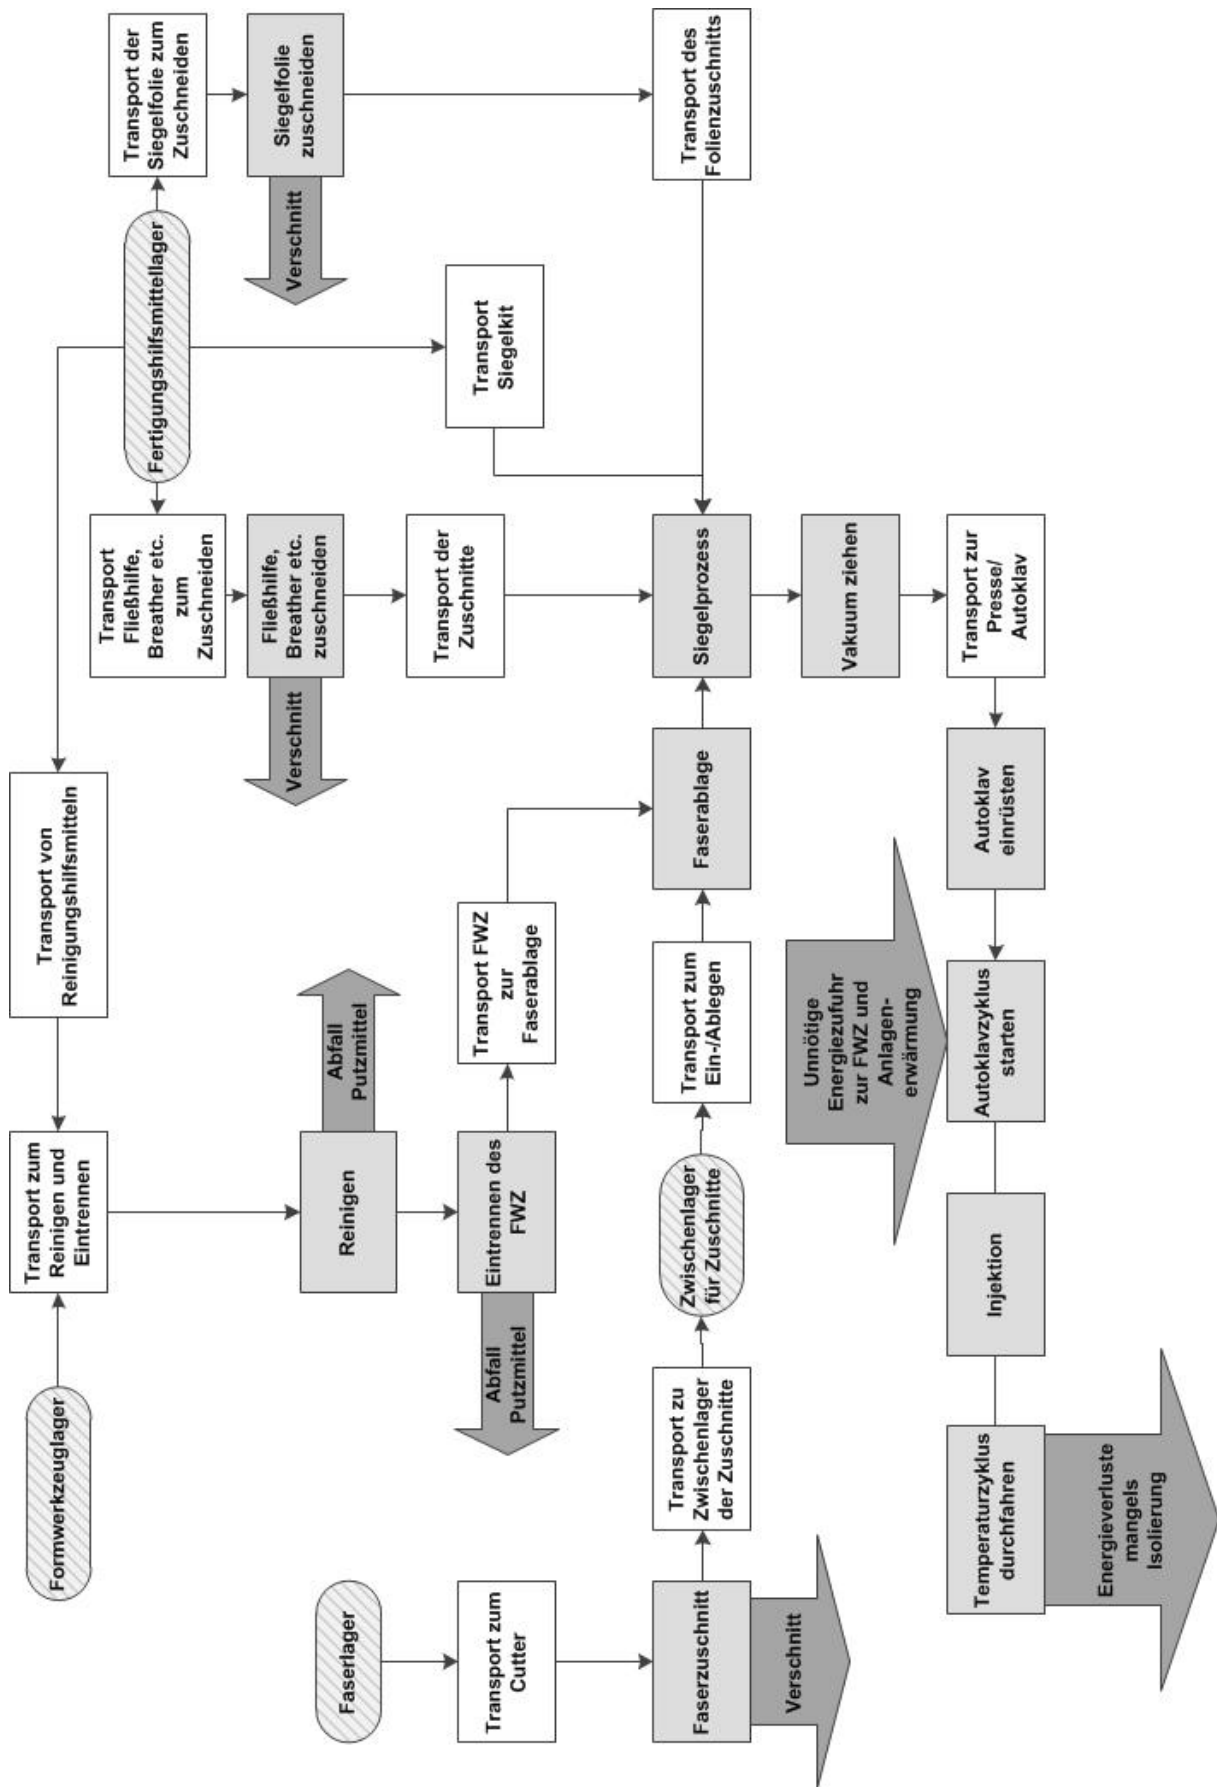 Formwerkzeuglager
Transport zum
Reinigen und
Eintrennen
Transport von
Reinigungshilfsmitteln
Transport
Fließhilfe,
Breather etc.
zum
Zuschneiden
Fertigungshilfsmittellager
Transport der
Siegelfolie zum
Zuschneiden
Faserlager
Reinigen
Abfall
Putzmittel
Verschnitt
Fließhilfe,
Breather etc.
zuschneiden
Verschnitt
Siegelfolie
zuschneiden
Transport zum
Cutter
Abfall
Putzmittel
Eintrennen des
FWZ
Transport FWZ
zur
Faserablage
Transport der
Zuschnitte
Transport
Siegelkit
Faserzuschnitt
Transport zu
Zwischenlager
der Zuschnitte
Zwischenlager
für Zuschnitte
Transport zum
Ein-/Ablegen
Faserablage
Siegelprozess
Transport des
Folienzuschnitts
Verschnitt
Unnötige
Energiezufuhr
zur FWZ und
Anlagen-
erwärmung
Vakuum ziehen
Temperaturzyklus
durchfahren
Injektion
Autoklavzyklus
starten
Autoklav
einrüsten
Transport zur
Presse/
Autoklav
Energieverluste
mangels
Isolierung